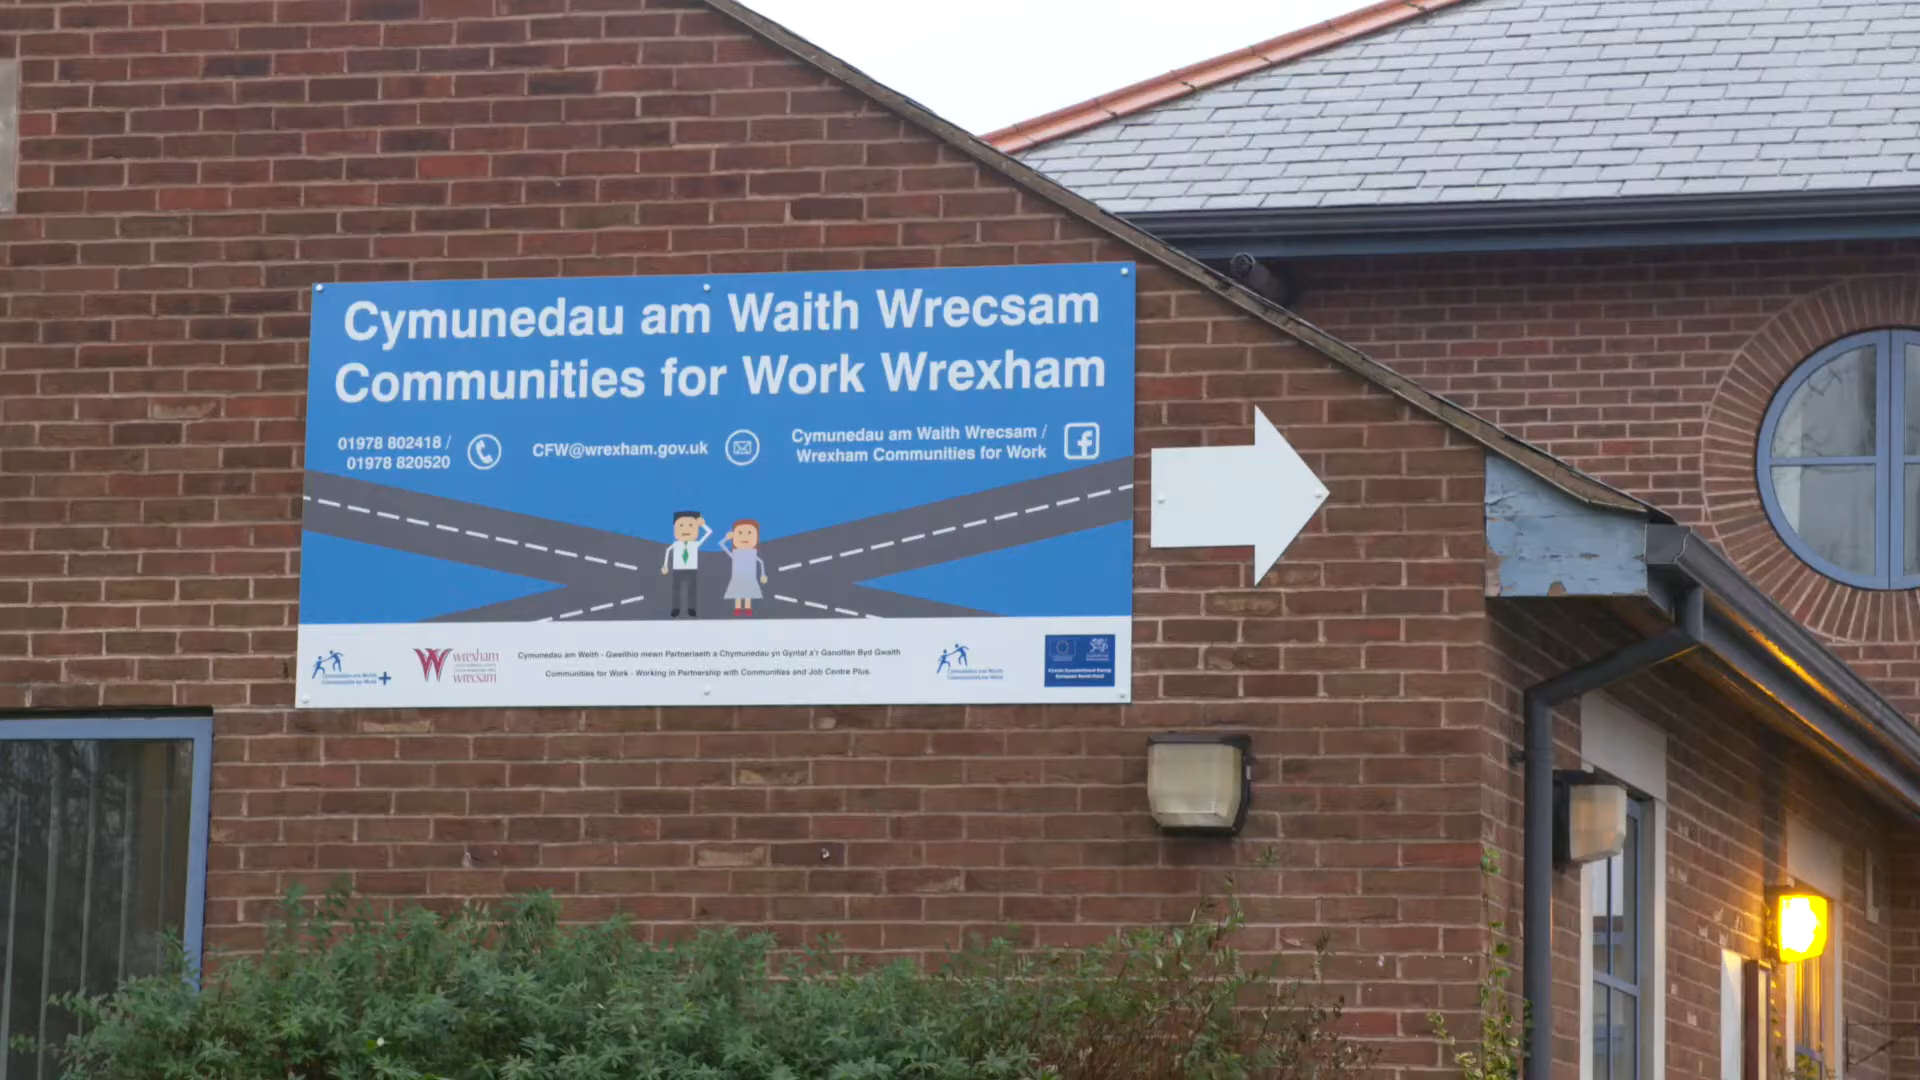 Cymunedau am Waith Wrecsam
Communities for Work Wrexham
01978 802418 /
01978 820520
CFW@wrexham.gov.uk
Cymunedau am Waith Wrecsam /
Wrexham Communities for Work
Cymunedau am Waith - Gweithio mewn Partneriaeth a Chymunedau yn Gyntaf a'r Ganolfan Byd Gwaith
Communities for Work - Working in Partnership with Communities and Job Centre Plus.
wrexham
wrecsam